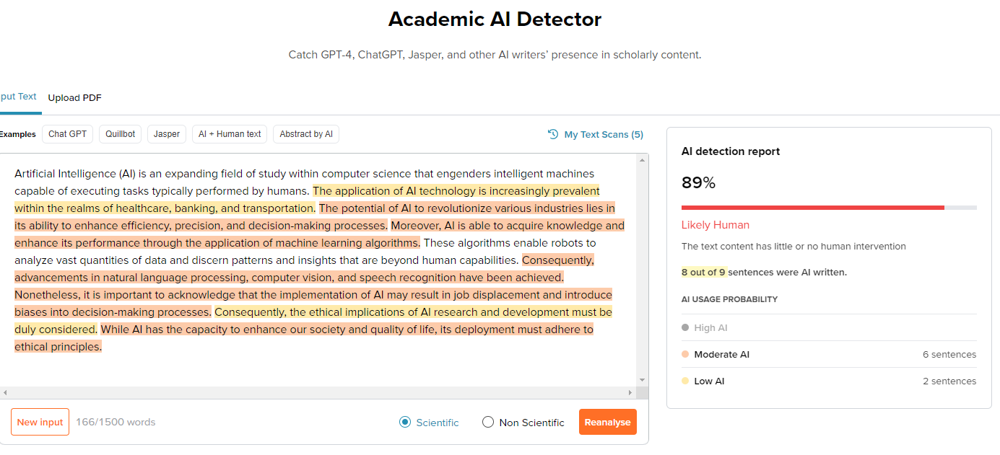 Academic AI Detector
Catch GPT-4, ChatGPT, Jasper, and other AI writers’ presence in scholarly content.
put Text
Upload PDF
Examples
Chat GPT
Quillbot
Jasper
AI + Human text
Abstract by AI
My Text Scans (5)
Artificial Intelligence (AI) is an expanding field of study within computer science that engenders intelligent machines
capable of executing tasks typically performed by humans. The application of AI technology is increasingly prevalent
within the realms of healthcare, banking, and transportation. The potential of AI to revolutionize various industries lies in
its ability to enhance efficiency, precision, and decision-making processes. Moreover, AI is able to acquire knowledge and
enhance its performance through the application of machine learning algorithms. These algorithms enable robots to
analyze vast quantities of data and discern patterns and insights that are beyond human capabilities. Consequently,
advancements in natural language processing, computer vision, and speech recognition have been achieved.
Nonetheless, it is important to acknowledge that the implementation of AI may result in job displacement and introduce
biases into decision-making processes. Consequently, the ethical implications of AI research and development must be
duly considered. While AI has the capacity to enhance our society and quality of life, its deployment must adhere to
ethical principles.
New input
166/1500 words
Scientific
Non Scientific
Reanalyse
AI detection report
89%
Likely Human
The text content has little or no human intervention
8 out of 9 sentences were AI written.
AI USAGE PROBABILITY
High AI
Moderate AI
6 sentences
Low AI
2 sentences